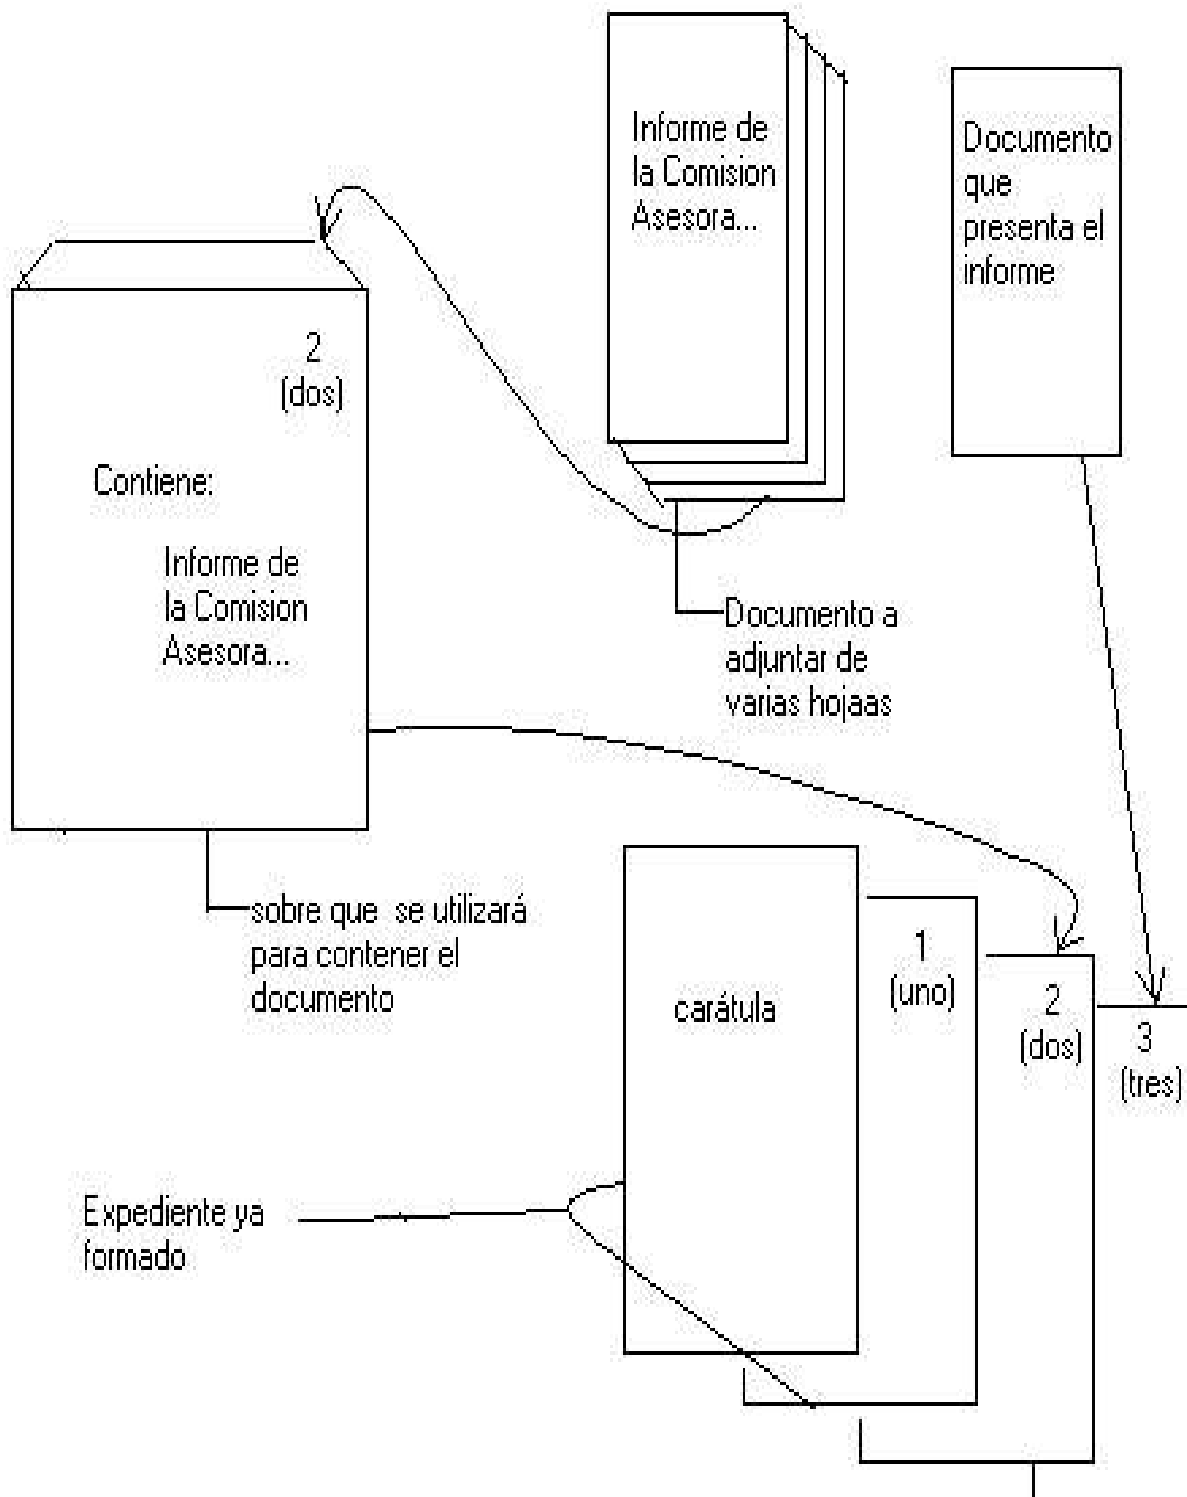 Informe de
la Comision
Asesora...
Documento
que
presenta el
informe
2
(dos)
Contiene:
Informe de
la Comision
Asesora...
Documento a
adjuntar de
varias hojaas
sobre que se utilizará
para contener el
documento
carátula
1
(uno)
2
(dos)
3
(tres)
Expediente ya
formado